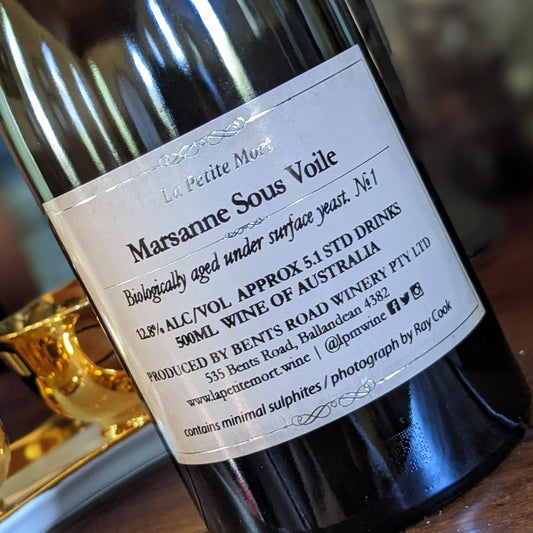 La Petite Mort
Marsanne Sous Voile
Biologically aged under surface yeast. №1
12.8% ALC/VOL APPROX 5.1 STD DRINKS
500ML WINE OF AUSTRALIA
PRODUCED BY BENTS ROAD WINERY PTY LTD
535 Bents Road, Ballandean 4382
www.lapetitemort.wine | @lpmwine
contains minimal sulphites / photograph by Ray Cook